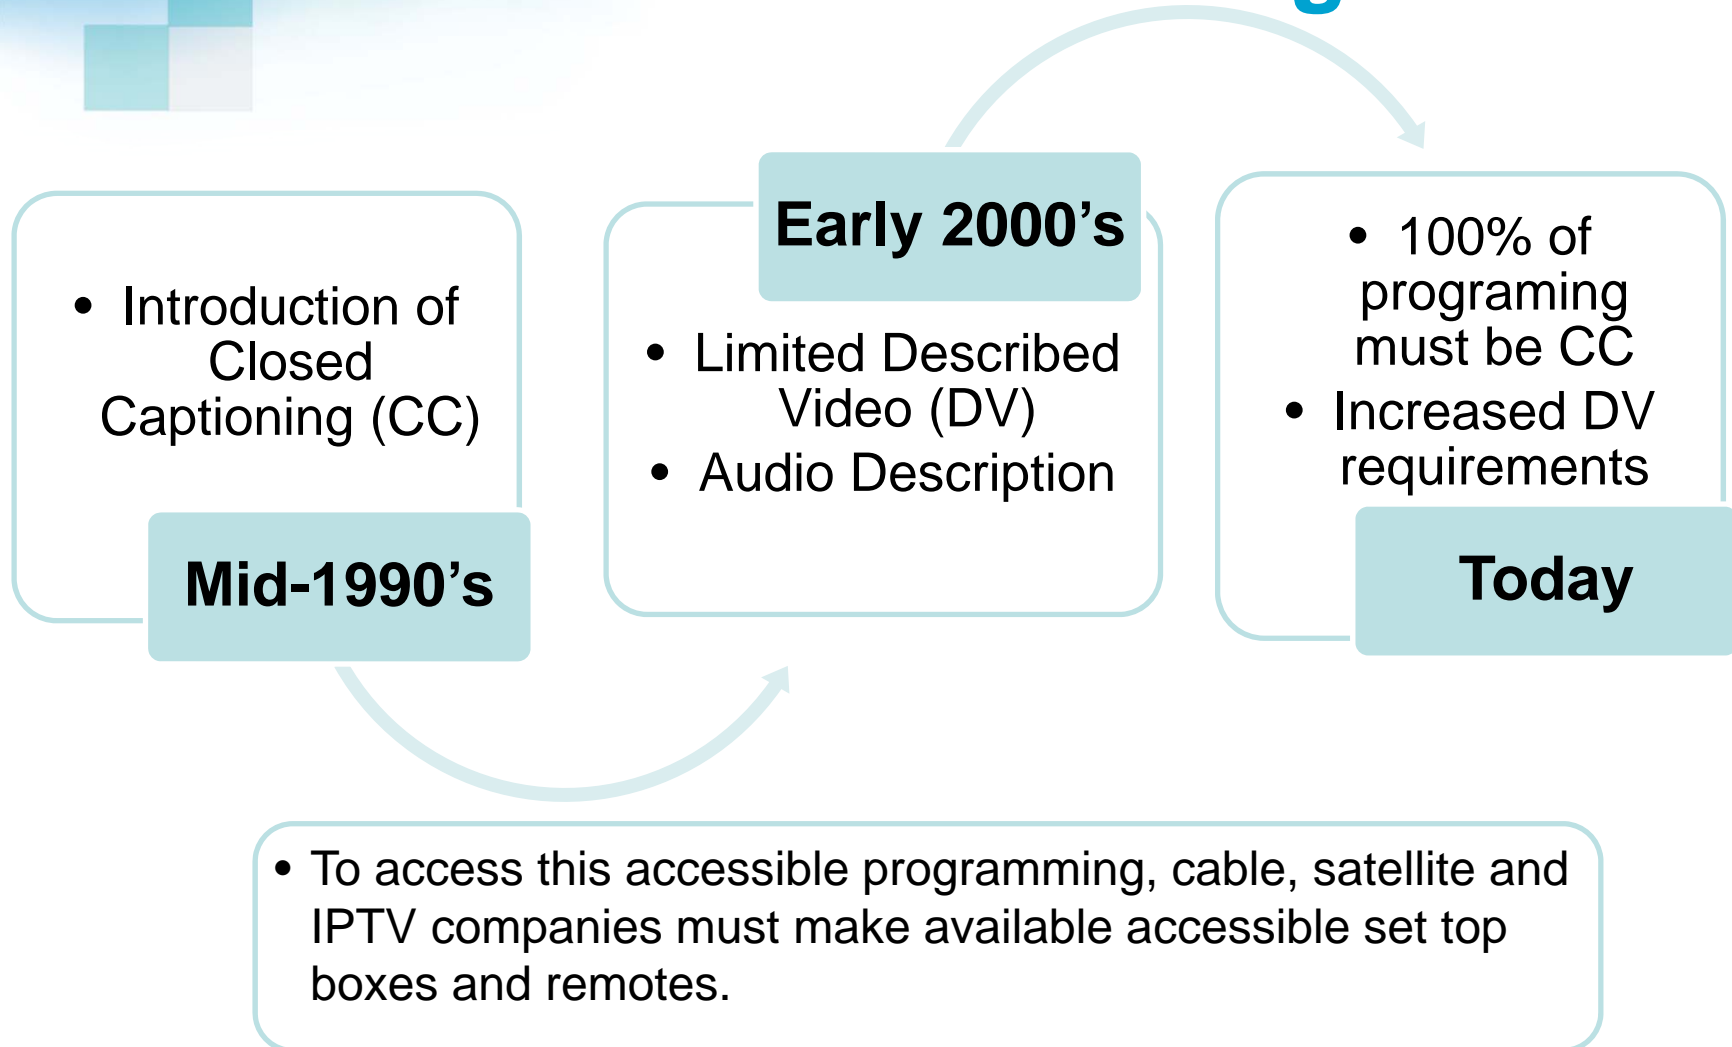 • Introduction of
Closed
Captioning (CC)
Mid-1990’s
Early 2000’s
• Limited Described
Video (DV)
• Audio Description
• 100% of
programing
must be CC
• Increased DV
requirements
Today
• To access this accessible programming, cable, satellite and
IPTV companies must make available accessible set top
boxes and remotes.